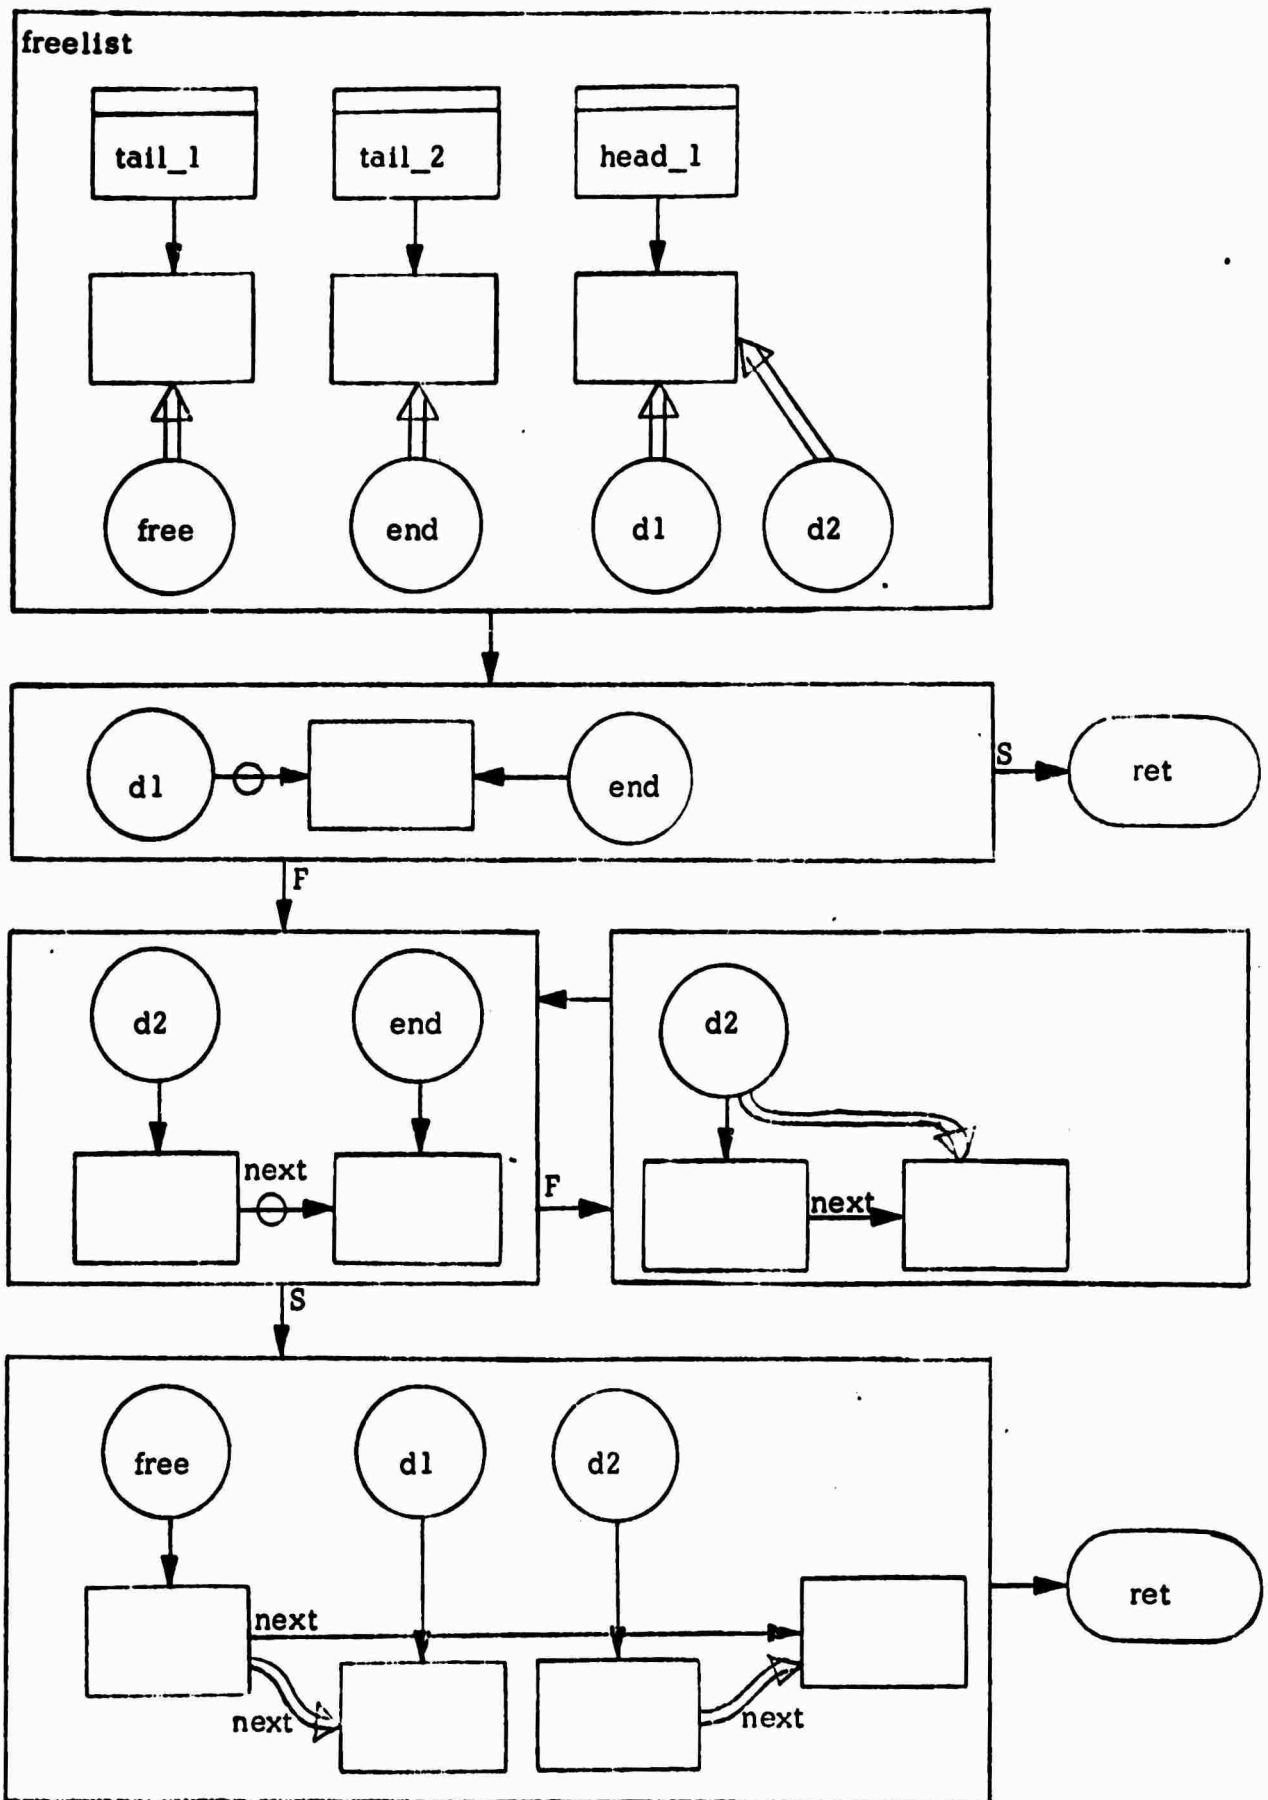 freelist
tail_1 tail_2 head_1
free end d1 d2
d1 end S ret
F
d2 end d2
next F next
S
free d1 d2
ret
next
next next